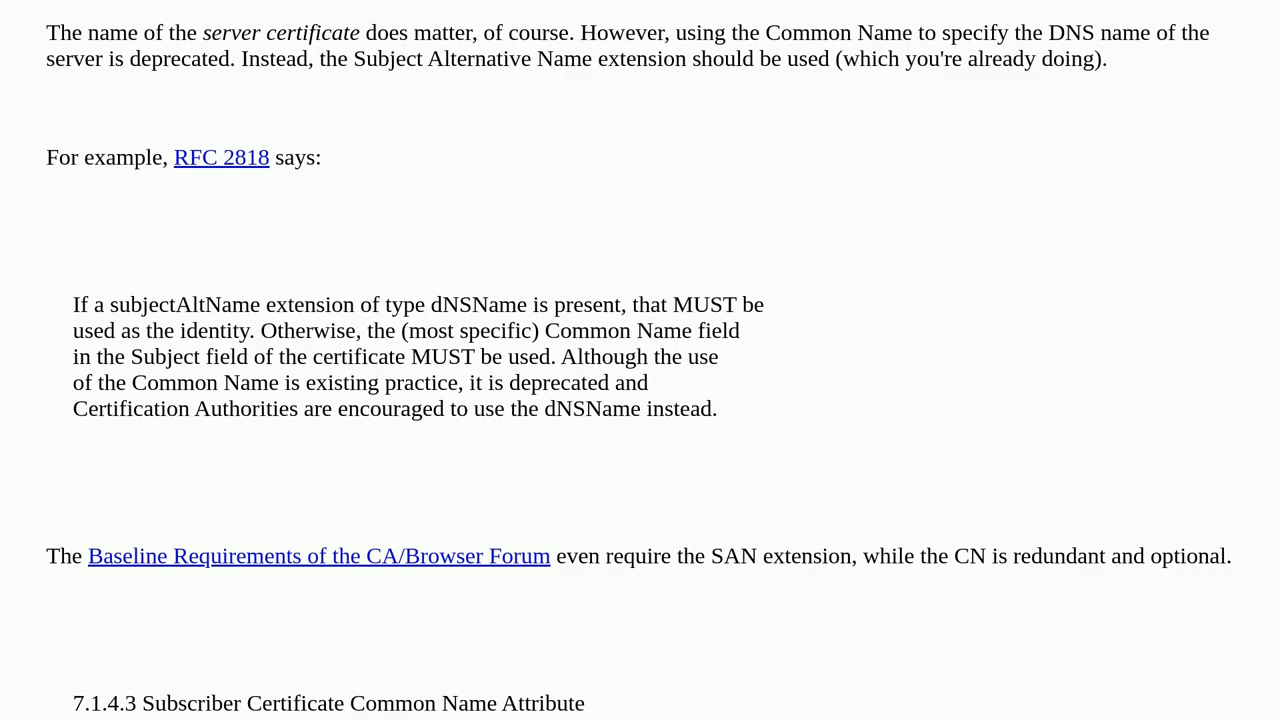 The name of the server certificate does matter, of course. However, using the Common Name to specify the DNS name of the
server is deprecated. Instead, the Subject Alternative Name extension should be used (which you're already doing).
For example, RFC 2818 says:
If a subjectAltName extension of type dNSName is present, that MUST be
used as the identity. Otherwise, the (most specific) Common Name field
in the Subject field of the certificate MUST be used. Although the use
of the Common Name is existing practice, it is deprecated and
Certification Authorities are encouraged to use the dNSName instead.
The Baseline Requirements of the CA/Browser Forum even require the SAN extension, while the CN is redundant and optional.
7.1.4.3 Subscriber Certificate Common Name Attribute